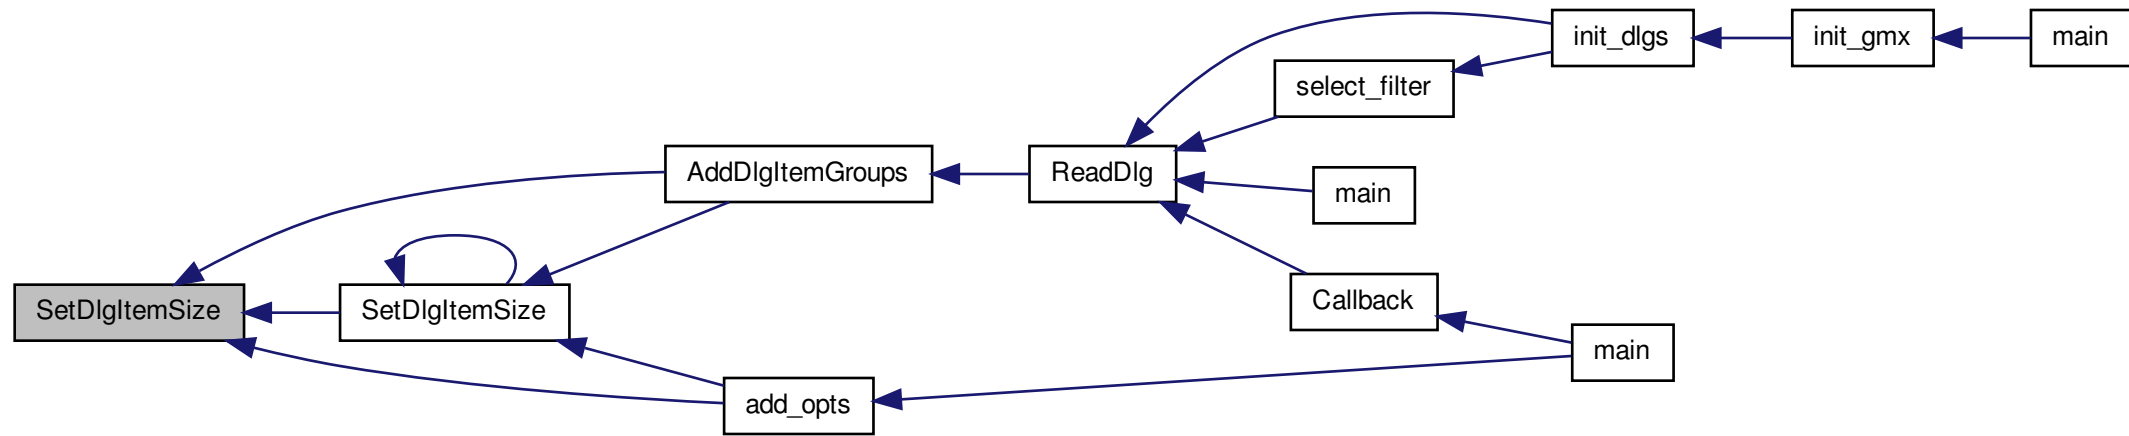 init_dlgs
init_gmx
main
select_filter
AddDlgItemGroups
ReadDlg
main
SetDlgItemSize
SetDlgItemSize
Callback
main
add_opts